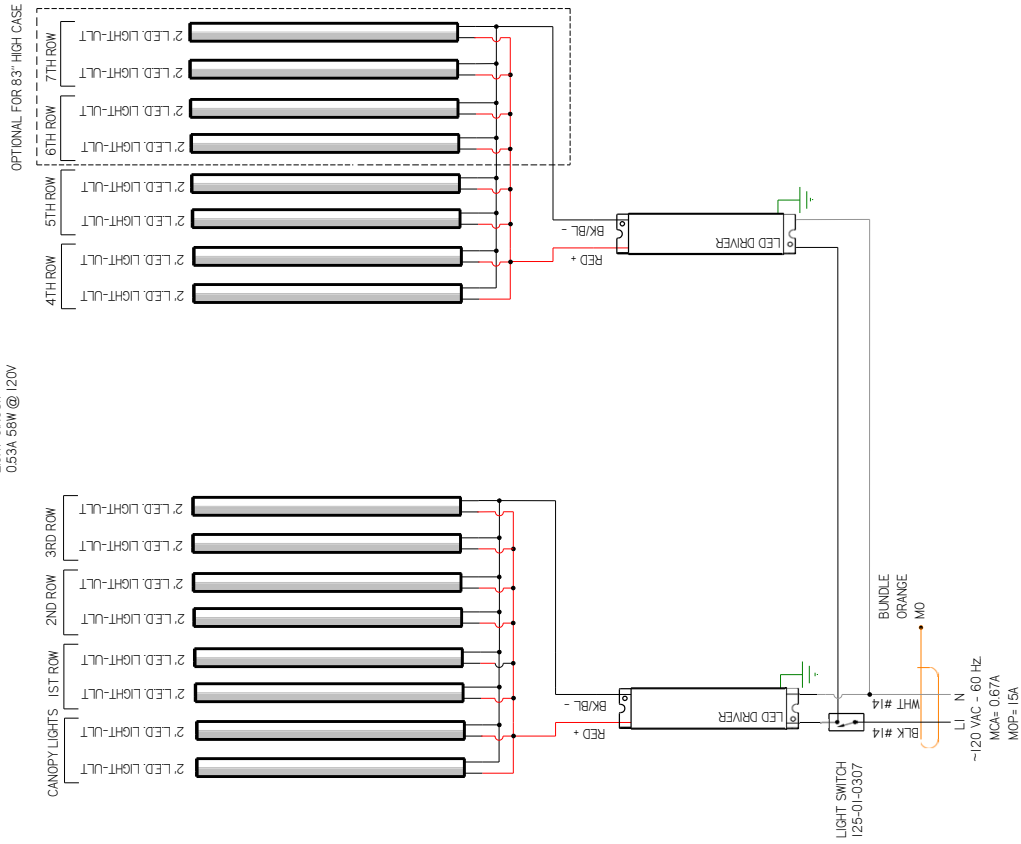 OPTIONAL FOR 83" HIGH CASE
7TH ROW
2' LED. LIGHT-ULT
2' LED. LIGHT-ULT
6TH ROW
2' LED. LIGHT-ULT
2' LED. LIGHT-ULT
5TH ROW
2' LED. LIGHT-ULT
2' LED. LIGHT-ULT
4TH ROW
2' LED. LIGHT-ULT
2' LED. LIGHT-ULT
BK/BL -
RED +
LED DRIVER
0.53A 58W @ 120V
3RD ROW
2' LED. LIGHT-ULT
2' LED. LIGHT-ULT
2ND ROW
2' LED. LIGHT-ULT
2' LED. LIGHT-ULT
1ST ROW
2' LED. LIGHT-ULT
2' LED. LIGHT-ULT
CANOPY LIGHTS
2' LED. LIGHT-ULT
2' LED. LIGHT-ULT
BK/BL -
RED +
LED DRIVER
LIGHT SWITCH
125-01-0307
BUNDLE
ORANGE
MO
WHT #14
BLK #14
L1 N
~120 VAC - 60 HZ.
MCA= 0.67A
MOP= 15A